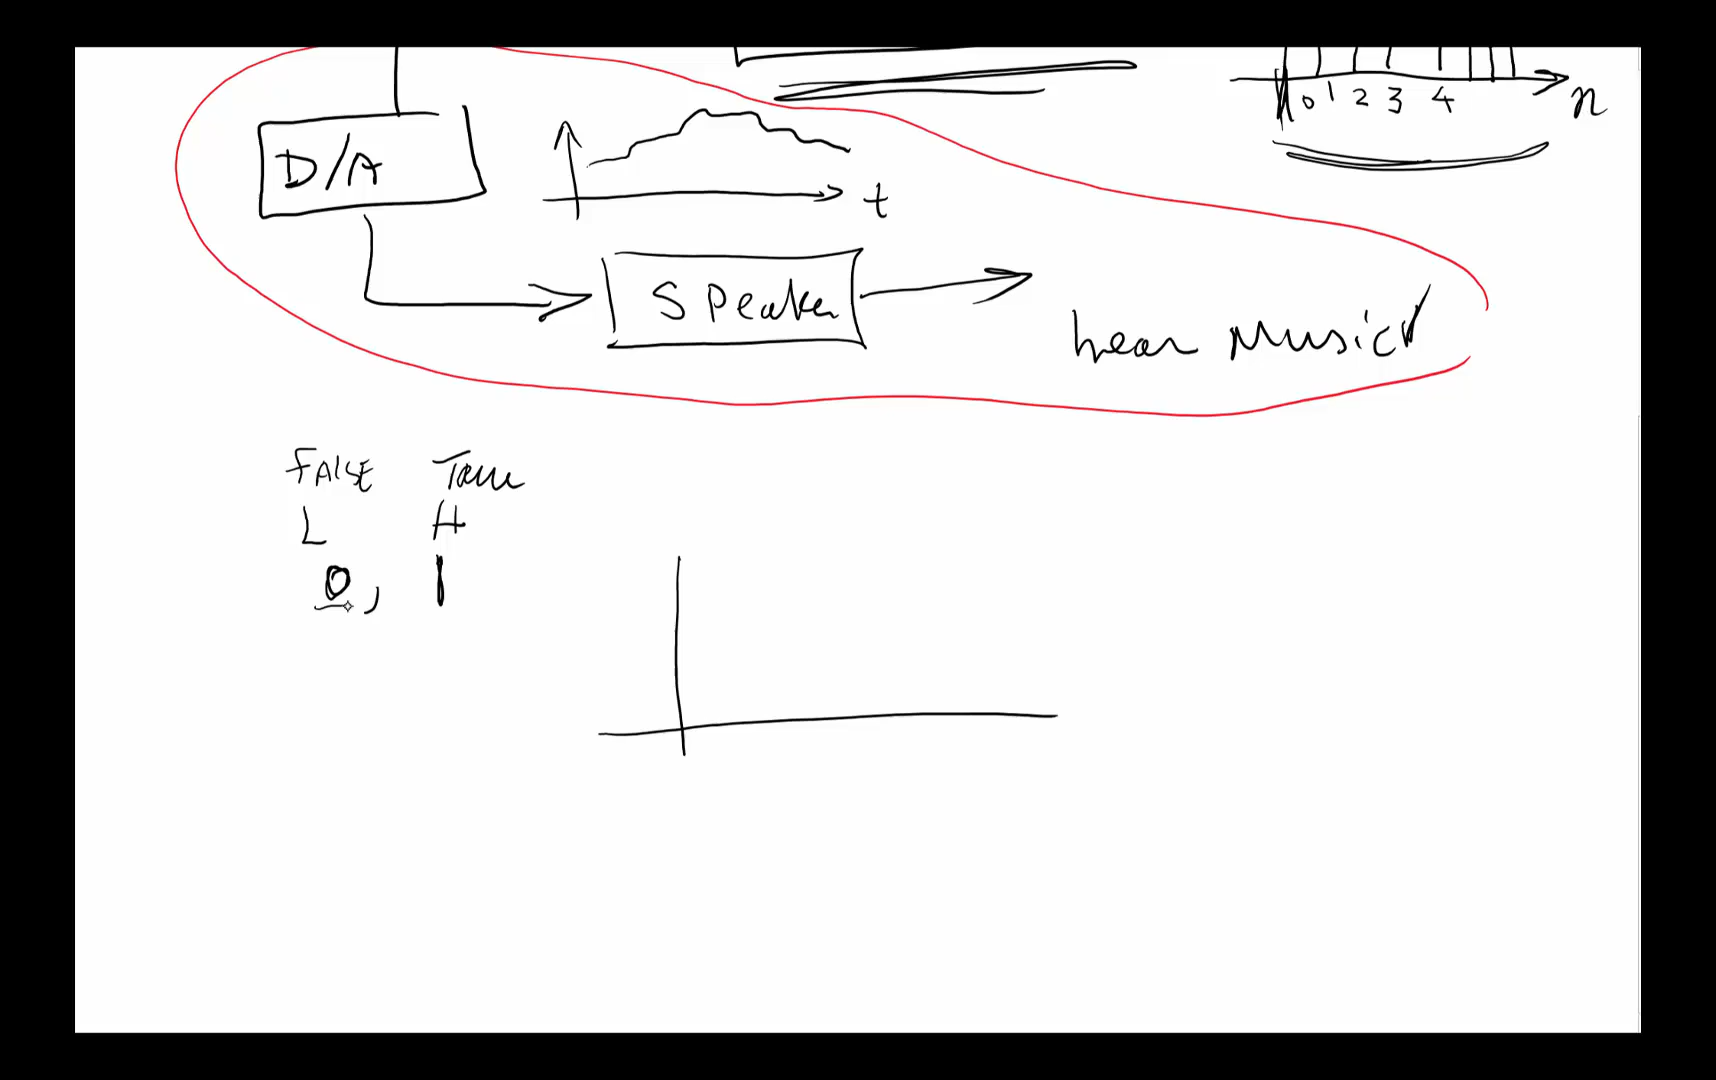 0 1 2 3 4 n
D/A
t
Speaker
hear Music
FALSE True
L H
0, 1